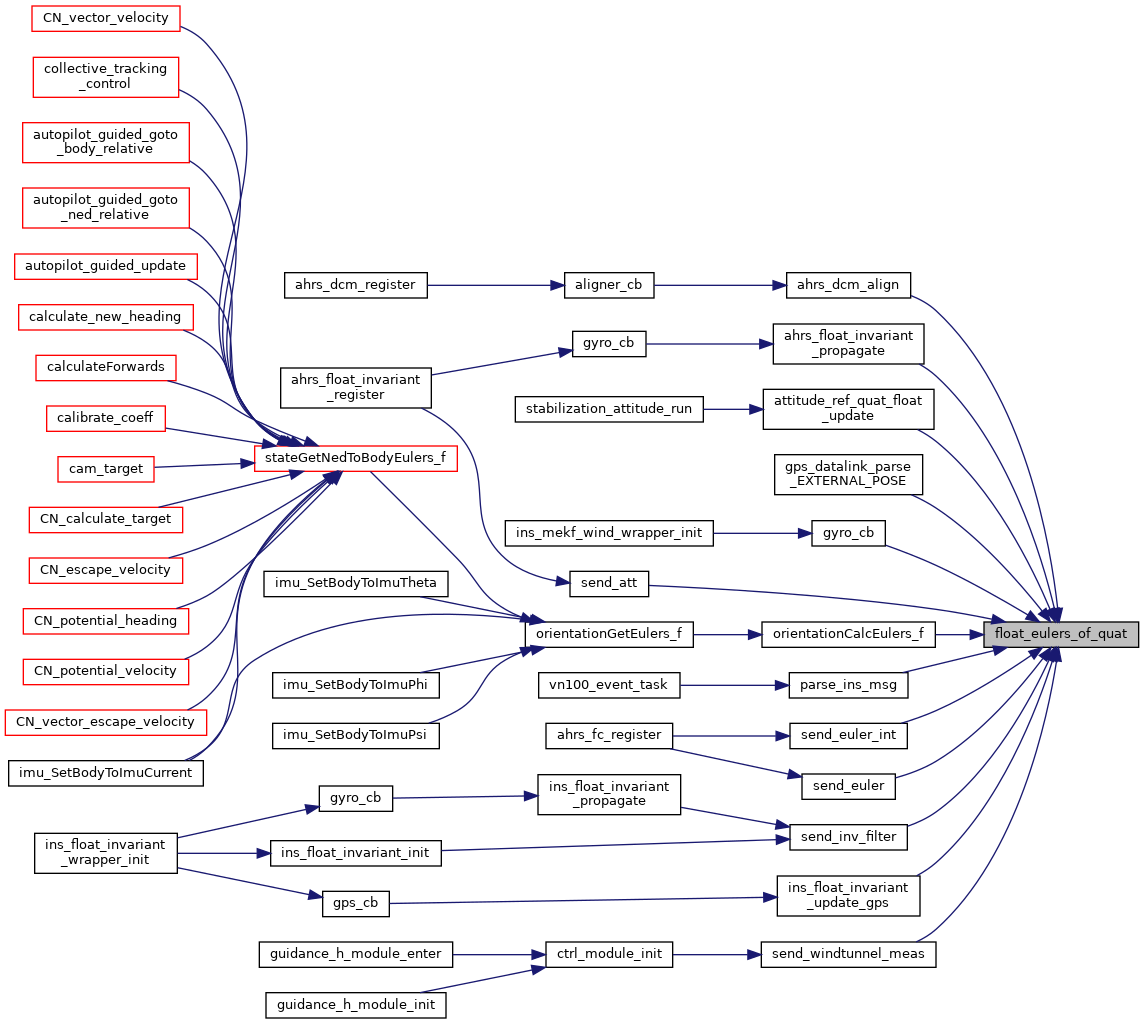 CN_vector_velocity
collective_tracking
_control
autopilot_guided_goto
_body_relative
autopilot_guided_goto
_ned_relative
autopilot_guided_update
calculate_new_heading
calculateForwards
calibrate_coeff
cam_target
CN_calculate_target
CN_escape_velocity
CN_potential_heading
CN_potential_velocity
CN_vector_escape_velocity
imu_SetBodyToImuCurrent
ins_float_invariant
_wrapper_init
ahrs_dcm_register
ahrs_float_invariant
_register
stateGetNedToBodyEulers_f
imu_SetBodyToImuTheta
imu_SetBodyToImuPhi
imu_SetBodyToImuPsi
gyro_cb
ins_float_invariant_init
gps_cb
guidance_h_module_enter
guidance_h_module_init
aligner_cb
gyro_cb
stabilization_attitude_run
ins_mekf_wind_wrapper_init
send_att
orientationGetEulers_f
vn100_event_task
ahrs_fc_register
ins_float_invariant
_propagate
ctrl_module_init
ahrs_dcm_align
ahrs_float_invariant
_propagate
attitude_ref_quat_float
_update
gps_datalink_parse
_EXTERNAL_POSE
gyro_cb
orientationCalcEulers_f
parse_ins_msg
send_euler_int
send_euler
send_inv_filter
ins_float_invariant
_update_gps
send_windtunnel_meas
float_eulers_of_quat